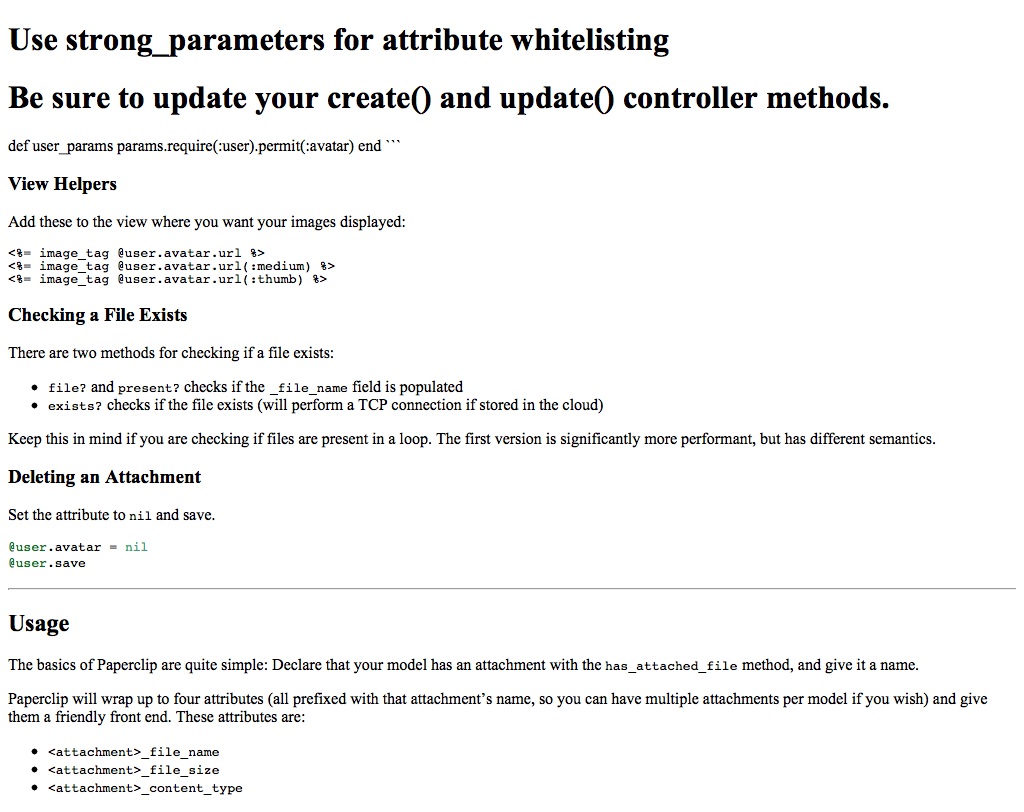 Use strong_parameters for attribute whitelisting
Be sure to update your create() and update() controller methods.
def user_params params.require(:user).permit(:avatar) end ```
View Helpers
Add these to the view where you want your images displayed:
<%= image_tag @user.avatar.url %>
<%= image_tag @user.avatar.url(:medium) %>
<%= image_tag @user.avatar.url(:thumb) %>
Checking a File Exists
There are two methods for checking if a file exists:
• file? and present? checks if the _file_name field is populated
• exists? checks if the file exists (will perform a TCP connection if stored in the cloud)
Keep this in mind if you are checking if files are present in a loop. The first version is significantly more performant, but has different semantics.
Deleting an Attachment
Set the attribute to nil and save.
@user.avatar = nil
@user.save
Usage
The basics of Paperclip are quite simple: Declare that your model has an attachment with the has_attached_file method, and give it a name.
Paperclip will wrap up to four attributes (all prefixed with that attachment’s name, so you can have multiple attachments per model if you wish) and give
them a friendly front end. These attributes are:
• <attachment>_file_name
• <attachment>_file_size
• <attachment>_content_type